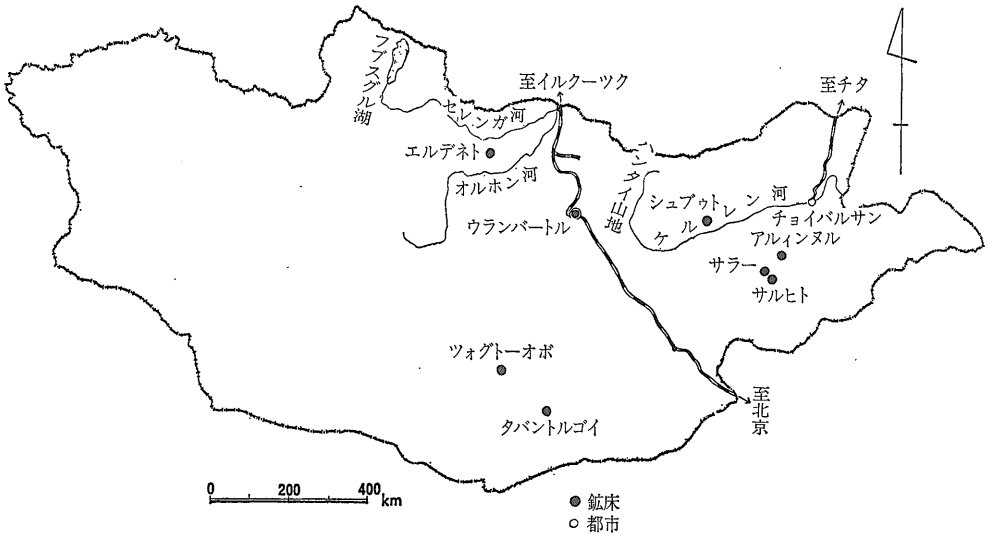 フブスグル湖
至イルクーツク
至チタ
セレンガ河
エルデネト
オルホン河
ウランバートル
ハンタイ山地
シュブゥト
ケルレン河
チョイバルサン
アルィンヌル
サラー
サルヒト
ツォグトーオボ
タバントルゴイ
至北京
0 200 400 km
鉱床
都市